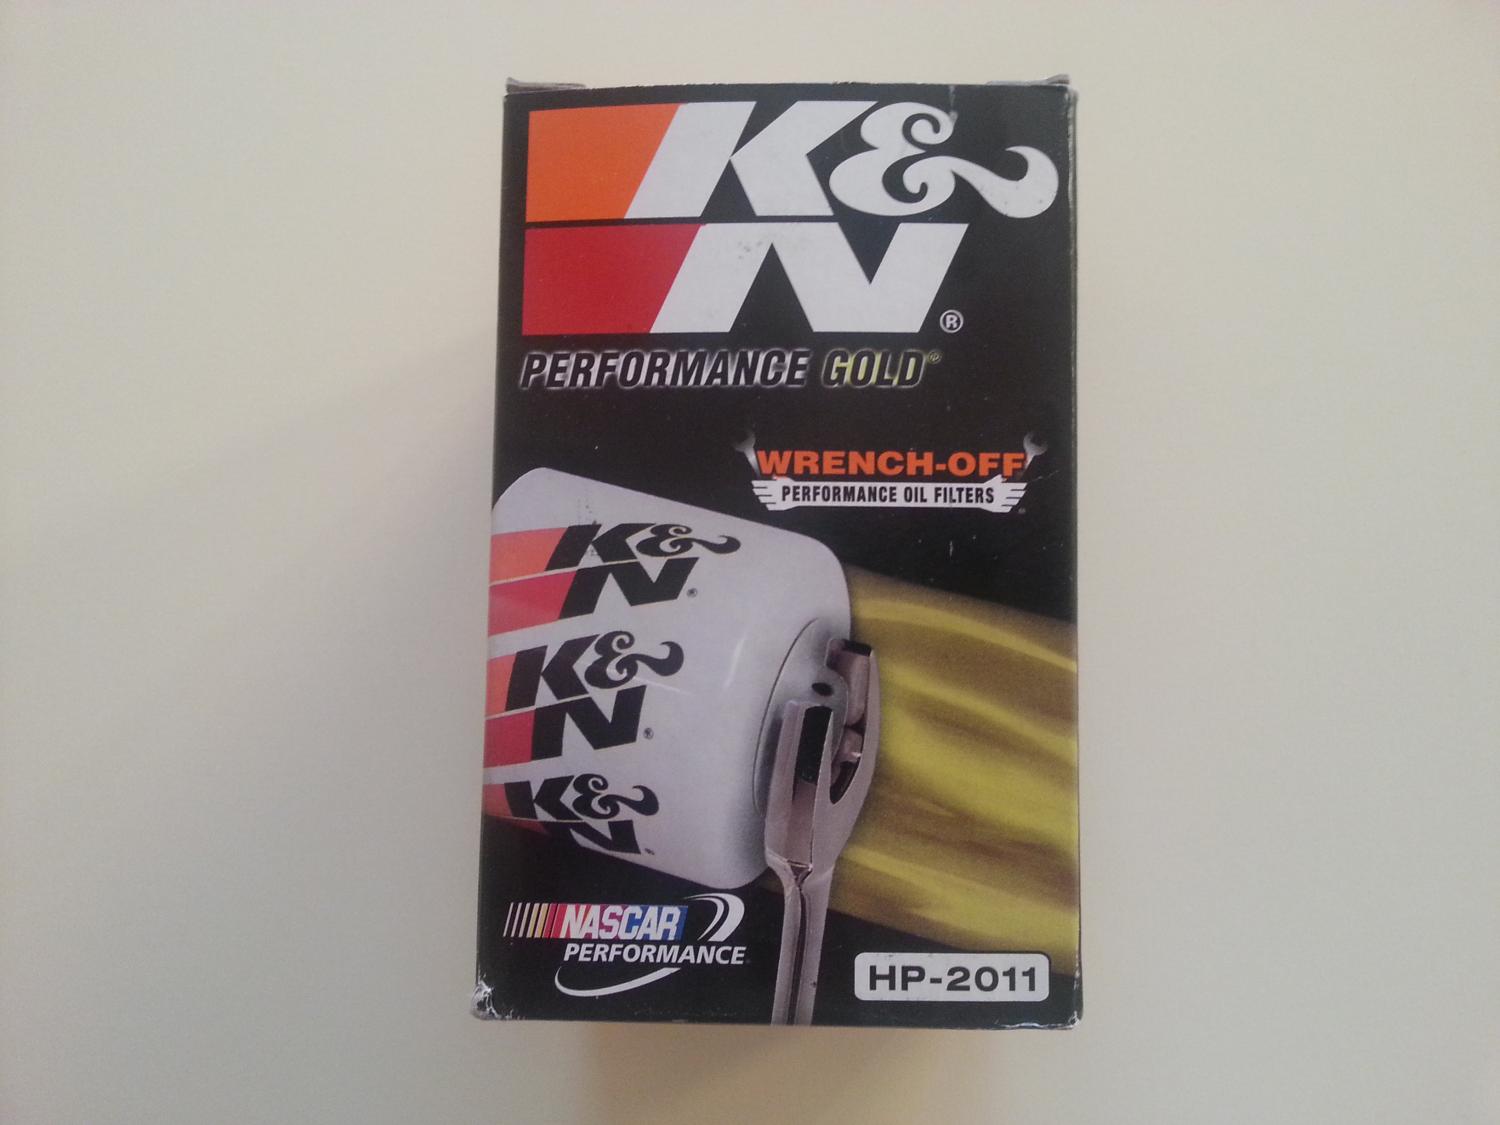 K&
N®
PERFORMANCE GOLD®
WRENCH-OFF
PERFORMANCE OIL FILTERS
K&
N®
K&
N®
K&
N
NASCAR
PERFORMANCE
HP-2011